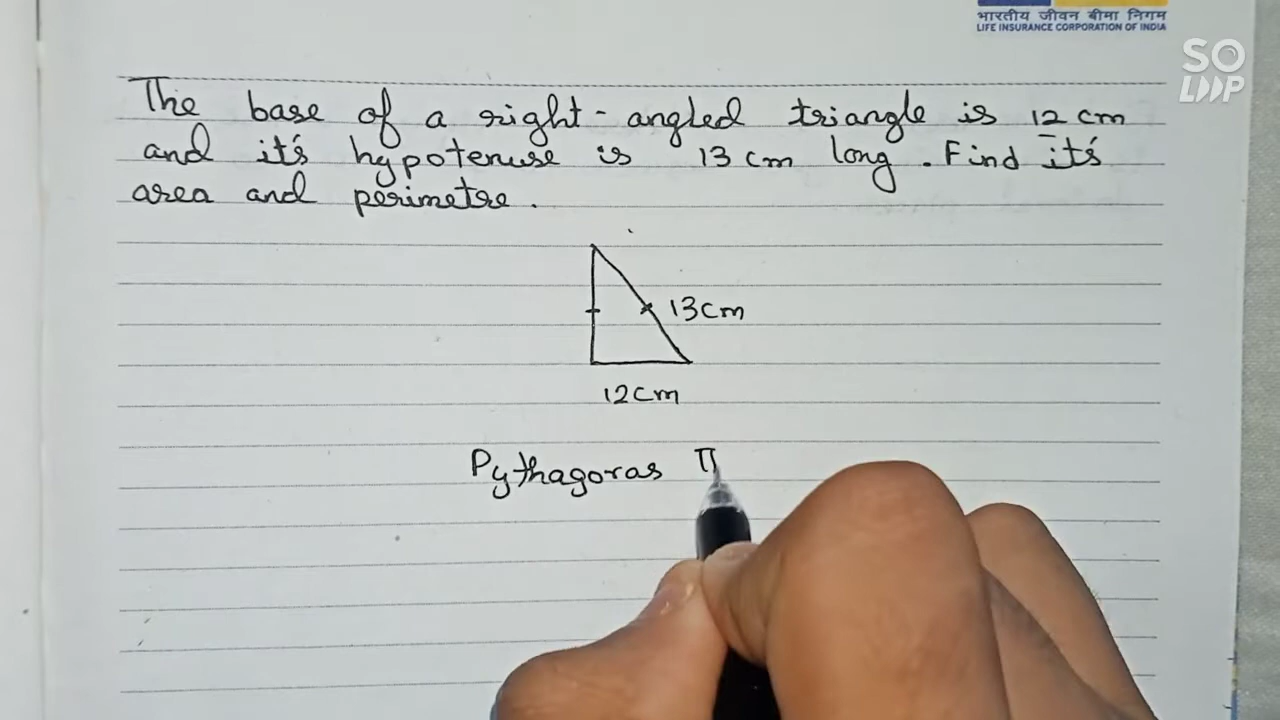 भारतीय जीवन बीमा निगम
LIFE INSURANCE CORPORATION OF INDIA
SO
LOOP
The base of a right-angled triangle is 12 cm
and it's hypotenuse is 13 cm long. Find it's
area and perimetre.
13cm
12cm
Pythagoras